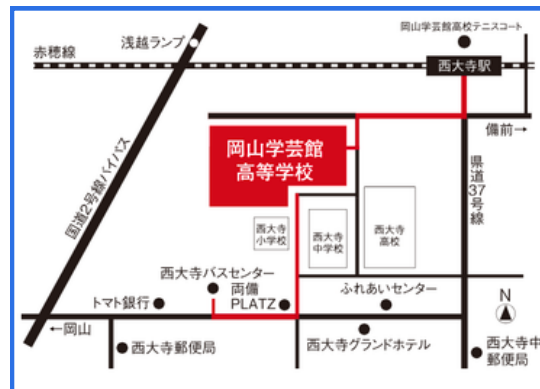 岡山学芸館高校テニスコート
浅越ランプ
赤穂線
西大寺駅
備前→
岡山学芸館
高等学校
県道37号線
国道2号線バイパス
西大寺
小学校
西大寺
中学校
西大寺
高校
西大寺バスセンター
両備
PLATZ
トマト銀行
ふれあいセンター
N
←岡山
西大寺郵便局
西大寺グランドホテル
西大寺中
郵便局